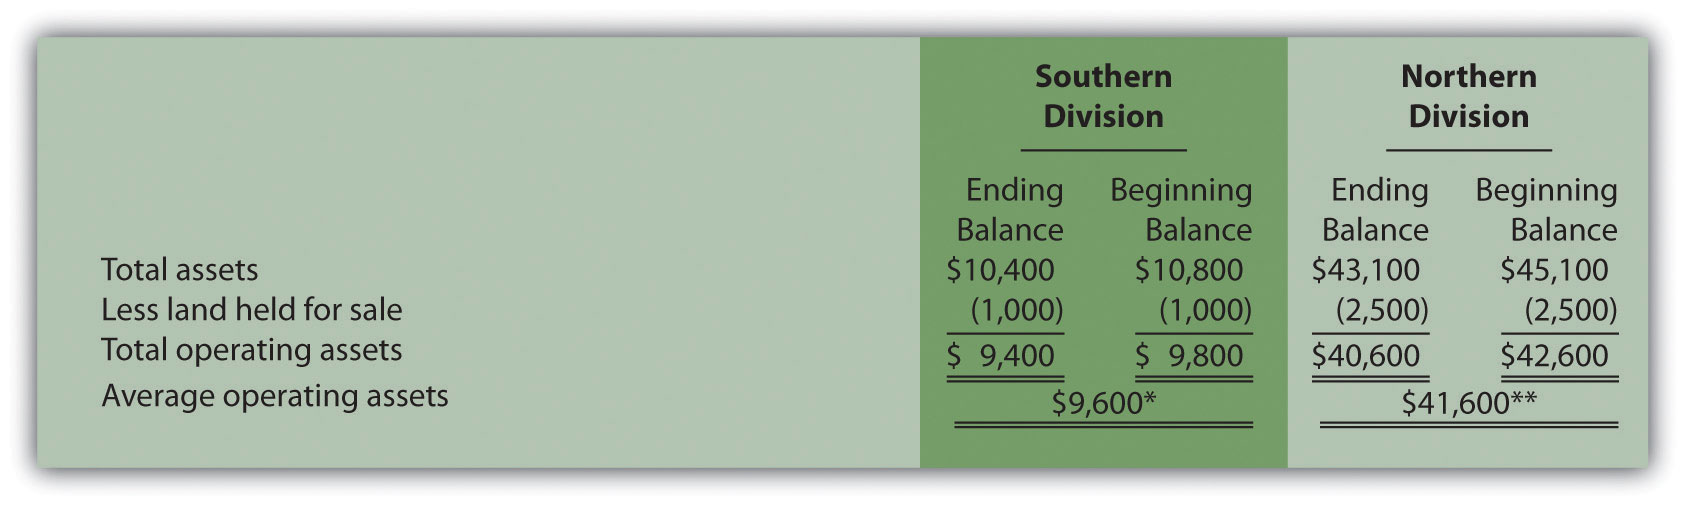 Southern Northern
Division Division
Ending Beginning Ending Beginning
Balance Balance Balance Balance
Total assets $10,400 $10,800 $43,100 $45,100
Less land held for sale (1,000) (1,000) (2,500) (2,500)
Total operating assets $ 9,400 $ 9,800 $40,600 $42,600
Average operating assets $9,600* $41,600**